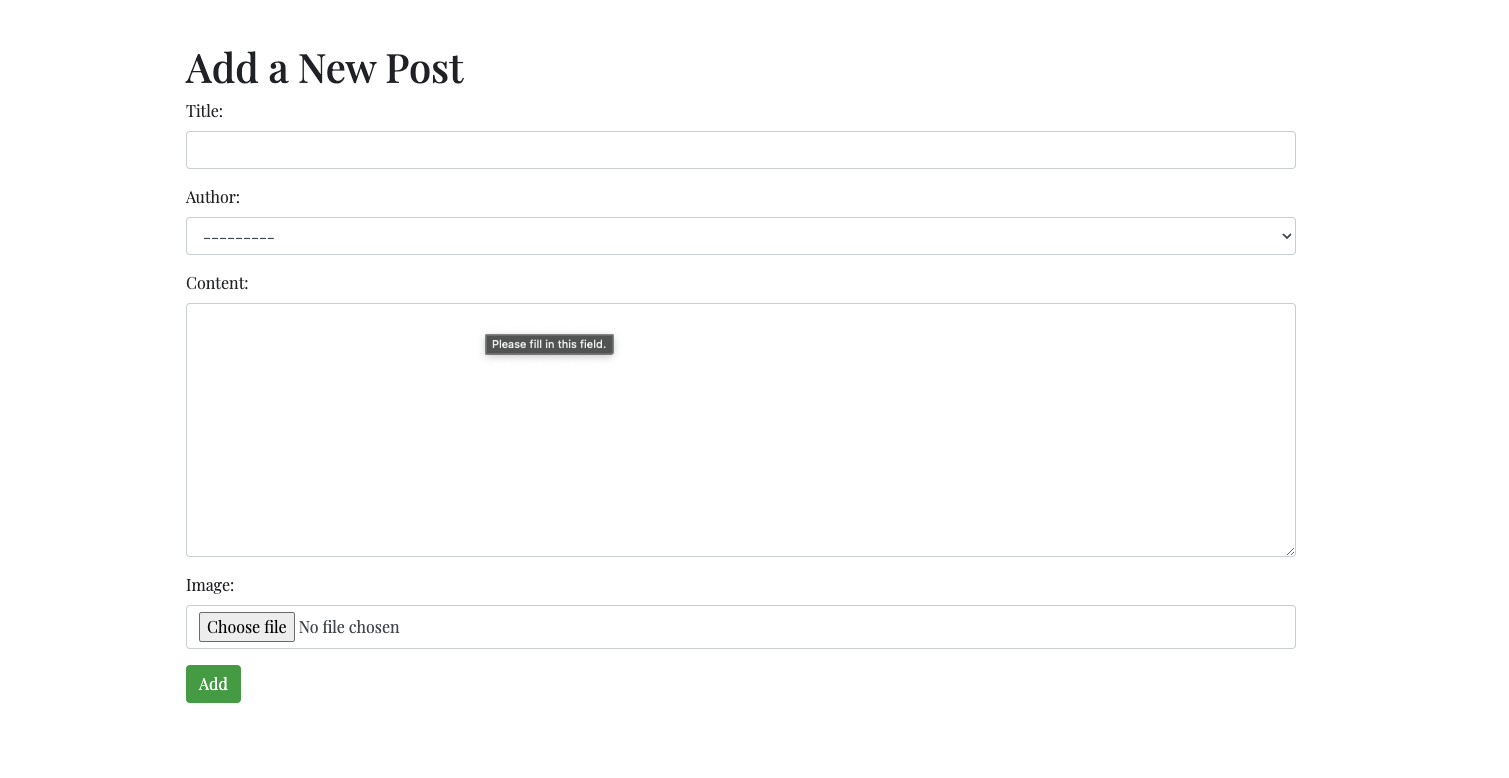 Add a New Post
Title:
Author:
---------
Content:
Please fill in this field.
Image:
Choose file No file chosen
Add